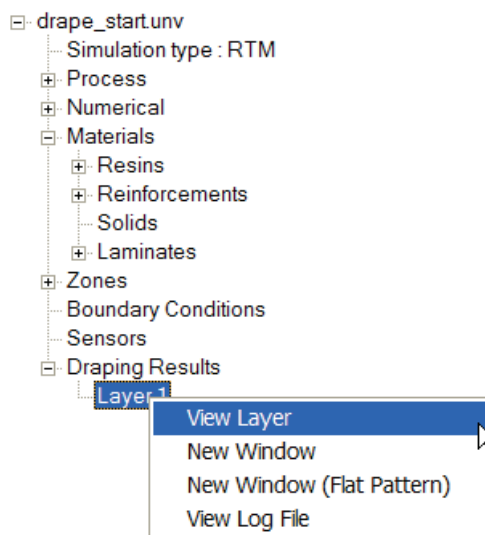 drape_start.unv
Simulation type : RTM
Process
Numerical
Materials
Resins
Reinforcements
Solids
Laminates
Zones
Boundary Conditions
Sensors
Draping Results
Layer 1
View Layer
New Window
New Window (Flat Pattern)
View Log File